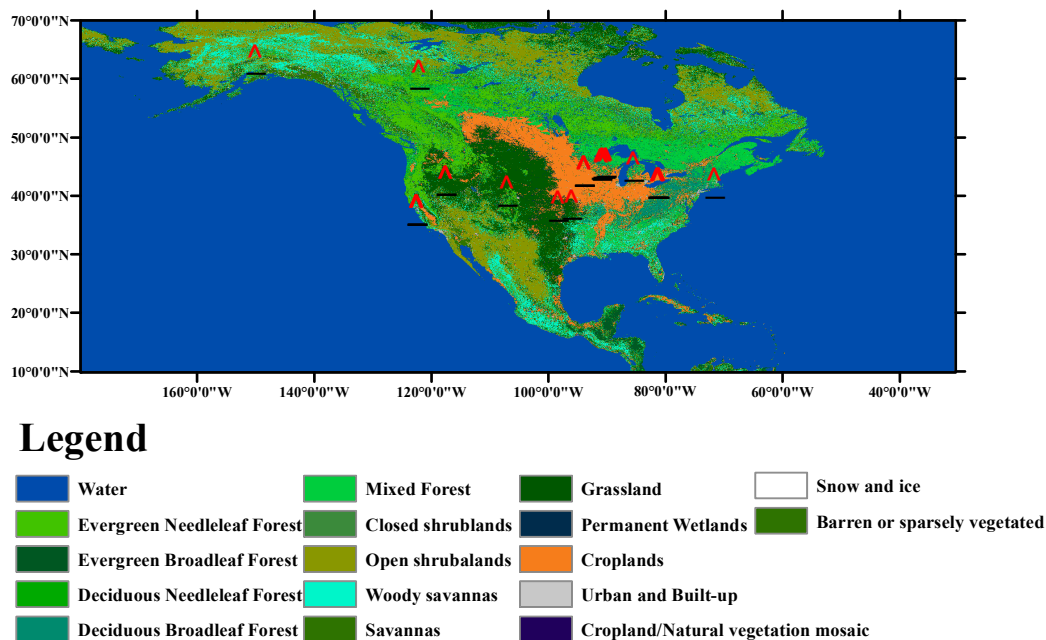 70°0'0"N
60°0'0"N
50°0'0"N
40°0'0"N
30°0'0"N
20°0'0"N
10°0'0"N
160°0'0"W 140°0'0"W 120°0'0"W 100°0'0"W 80°0'0"W 60°0'0"W 40°0'0"W
Legend
Water
Evergreen Needleleaf Forest
Evergreen Broadleaf Forest
Deciduous Needleleaf Forest
Deciduous Broadleaf Forest
Mixed Forest
Closed shrublands
Open shrubalands
Woody savannas
Savannas
Grassland
Permanent Wetlands
Croplands
Urban and Built-up
Cropland/Natural vegetation mosaic
Snow and ice
Barren or sparsely vegetated